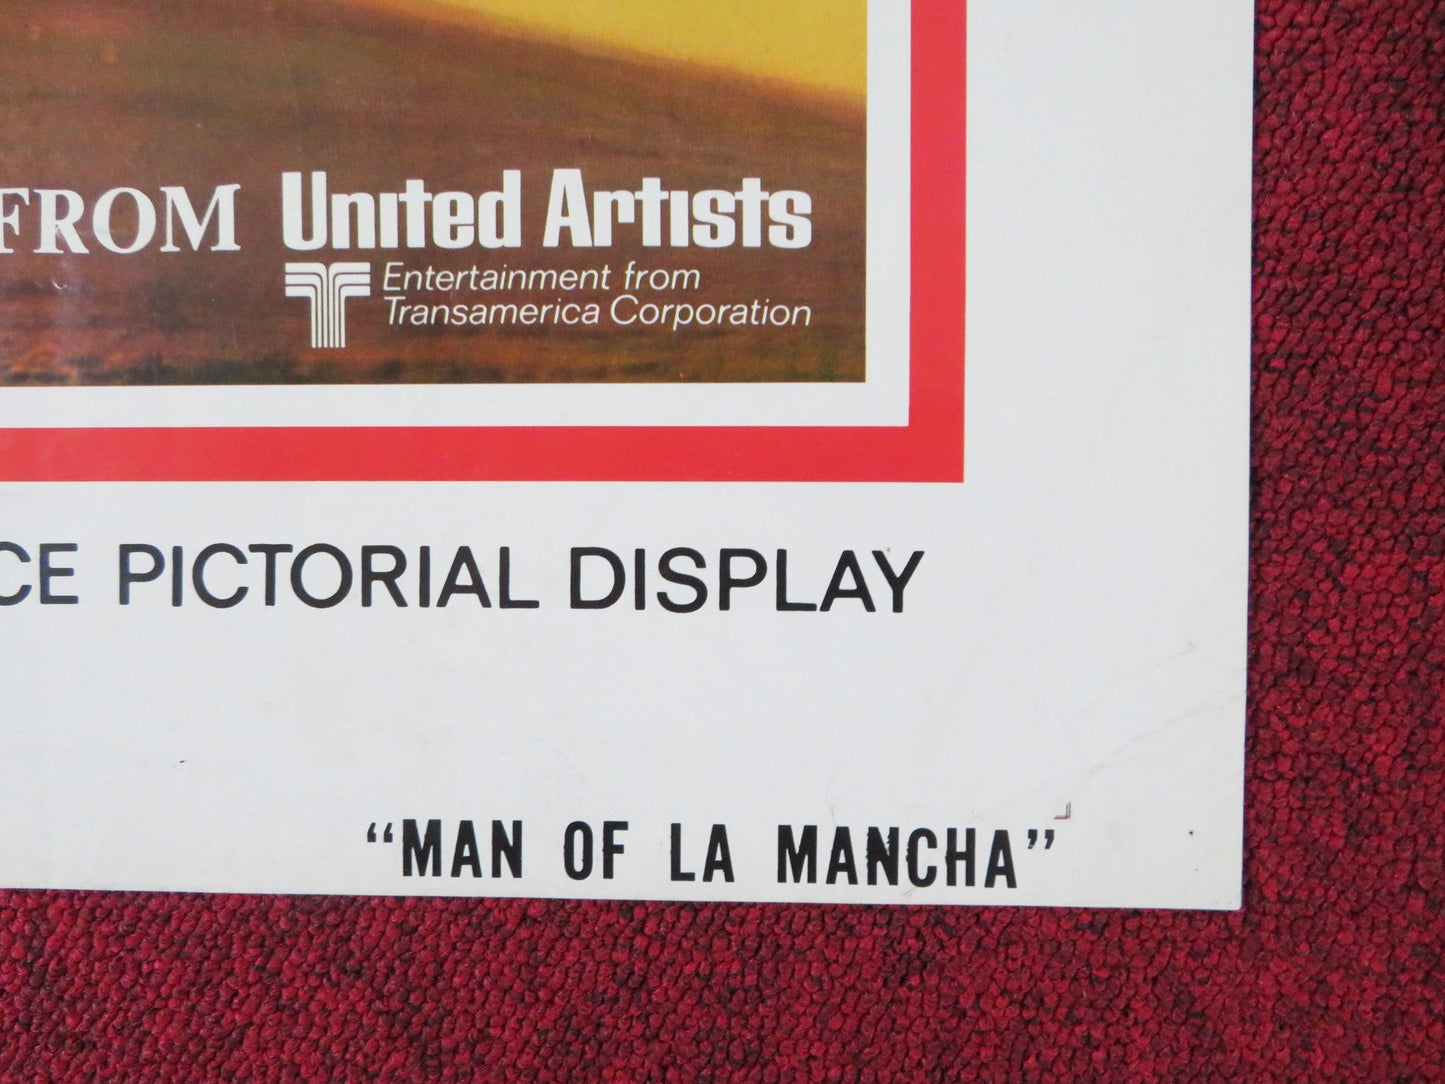 FROM United Artists
Entertainment from
Transamerica Corporation
CE PICTORIAL DISPLAY
“MAN OF LA MANCHA”